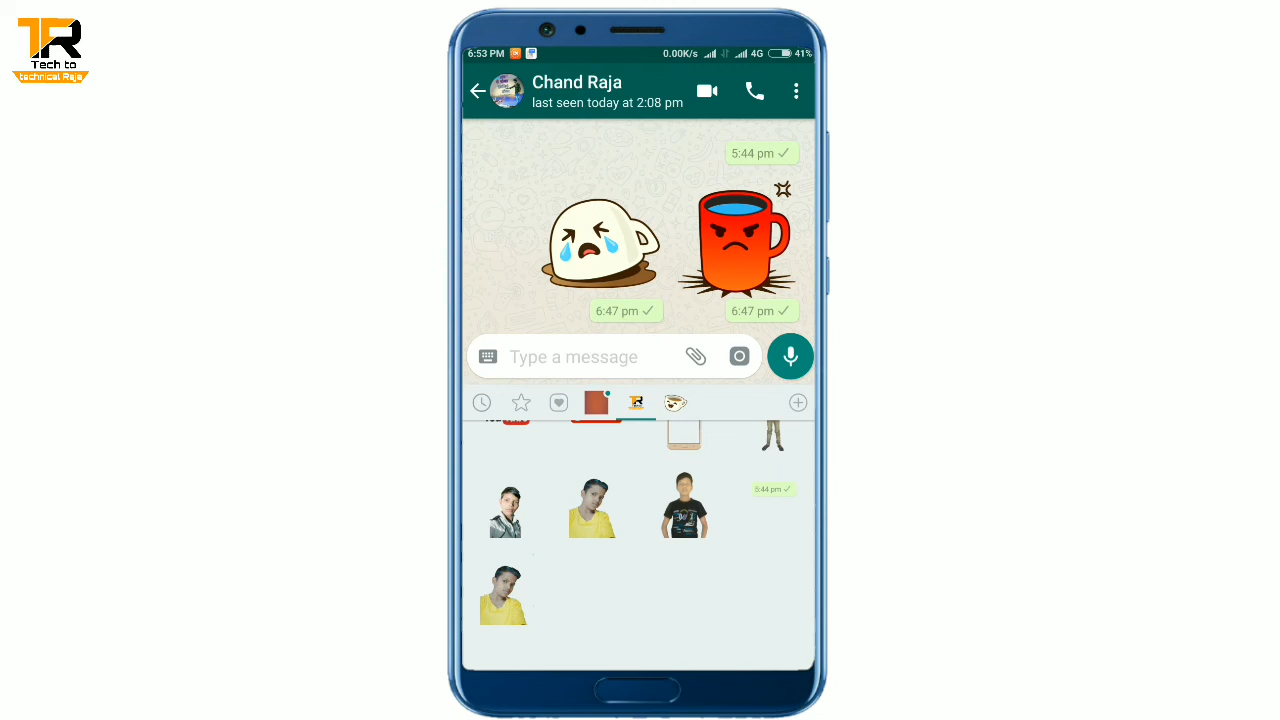 TR
Tech to
technical Raja
6:53 PM
0.00K/s
4G
41%
Chand Raja
last seen today at 2:08 pm
5:44 pm
6:47 pm
6:47 pm
Type a message
5:44 pm